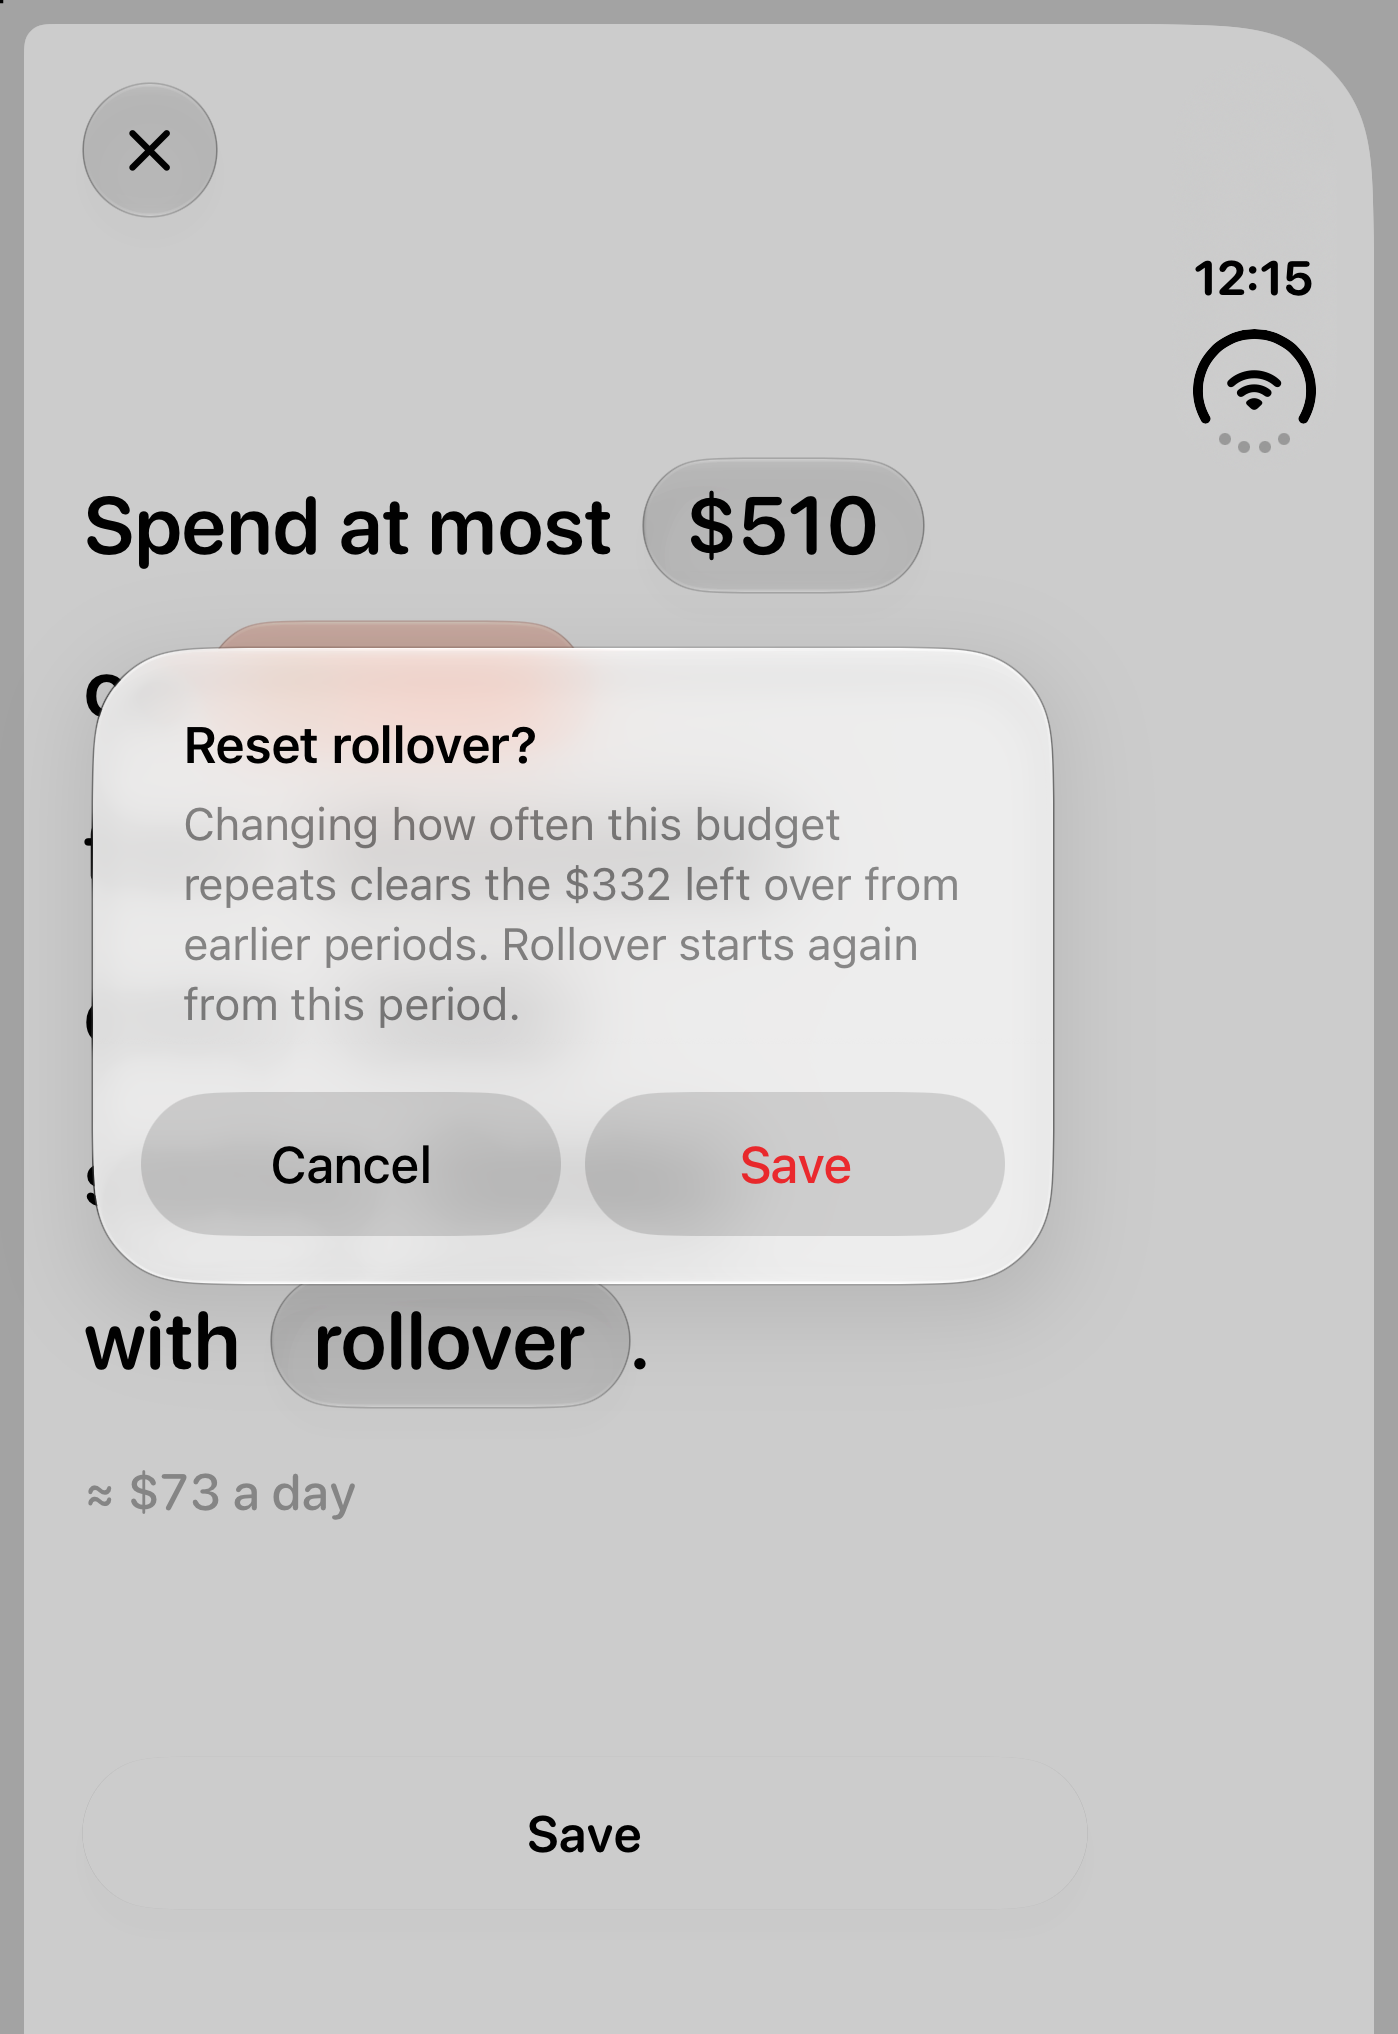 12:15
Spend at most $510
Reset rollover?
Changing how often this budget
repeats clears the $332 left over from
earlier periods. Rollover starts again
from this period.
Cancel Save
with rollover.
≈ $73 a day
Save